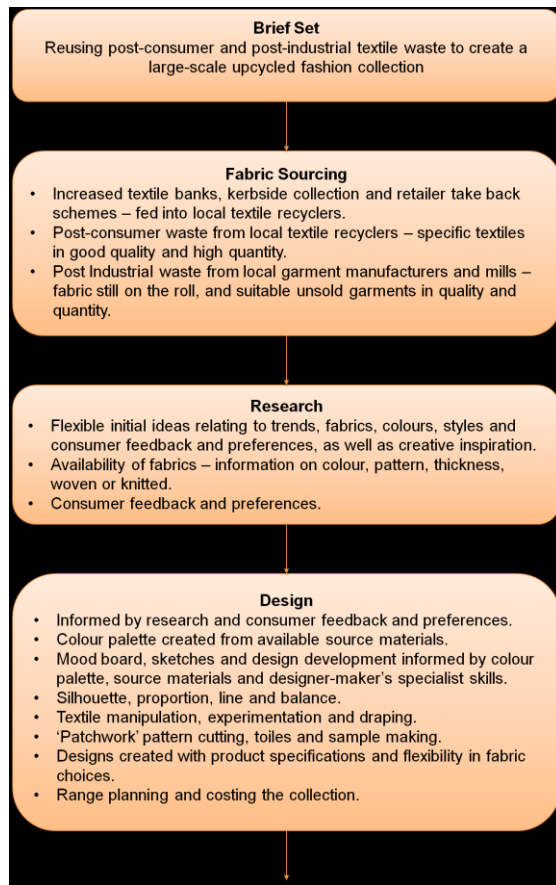 Brief Set
Reusing post-consumer and post-industrial textile waste to create a
large-scale upcycled fashion collection
Fabric Sourcing
• Increased textile banks, kerbside collection and retailer take back
schemes – fed into local textile recyclers.
• Post-consumer waste from local textile recyclers – specific textiles
in good quality and high quantity.
• Post Industrial waste from local garment manufacturers and mills –
fabric still on the roll, and suitable unsold garments in quality and
quantity.
Research
• Flexible initial ideas relating to trends, fabrics, colours, styles and
consumer feedback and preferences, as well as creative inspiration.
• Availability of fabrics – information on colour, pattern, thickness,
woven or knitted.
• Consumer feedback and preferences.
Design
• Informed by research and consumer feedback and preferences.
• Colour palette created from available source materials.
• Mood board, sketches and design development informed by colour
palette, source materials and designer-maker's specialist skills.
• Silhouette, proportion, line and balance.
• Textile manipulation, experimentation and draping.
• 'Patchwork' pattern cutting, toiles and sample making.
• Designs created with product specifications and flexibility in fabric
choices.
• Range planning and costing the collection.